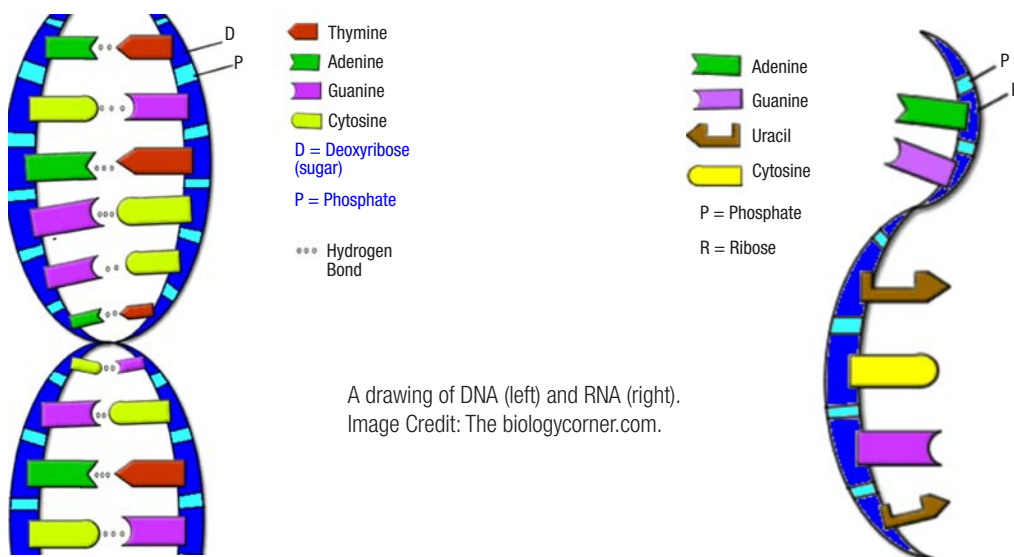 D
P
Thymine
Adenine
Guanine
Cytosine
D = Deoxyribose
(sugar)
P = Phosphate
Hydrogen
Bond
A drawing of DNA (left) and RNA (right).
Image Credit: The biologycorner.com.
P
Adenine
Guanine
Uracil
Cytosine
P = Phosphate
R = Ribose